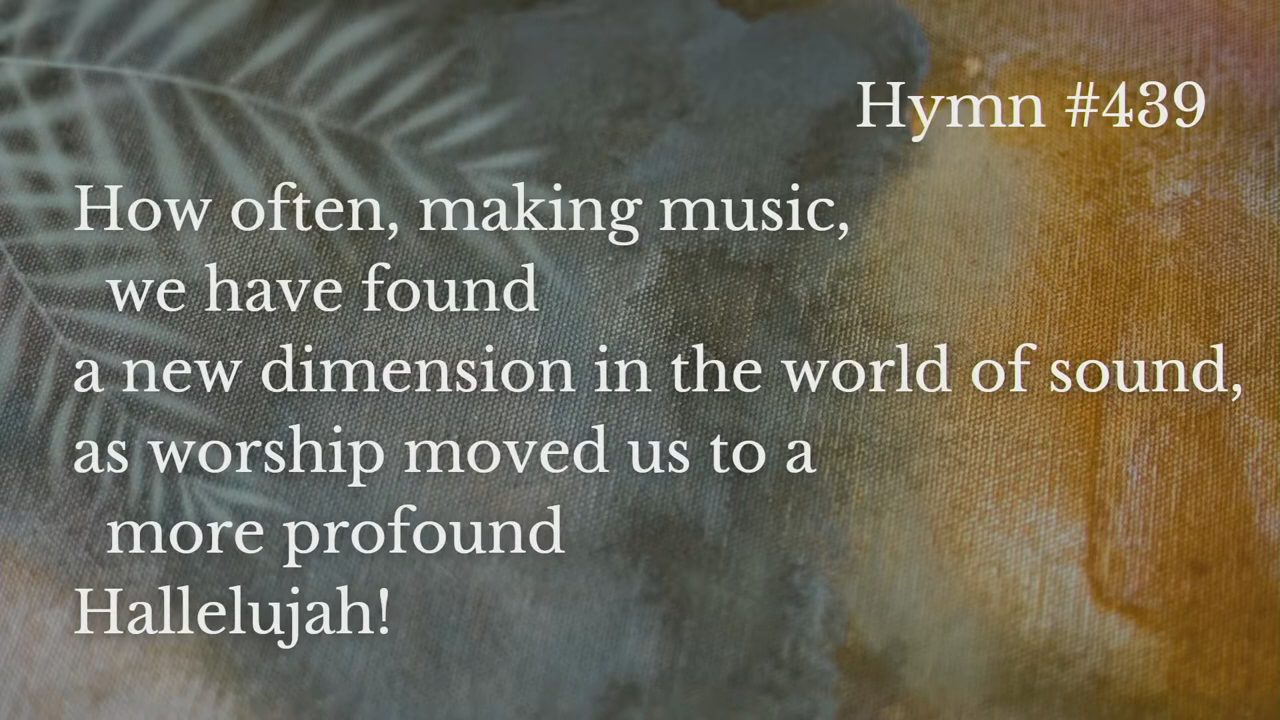 Hymn #439
How often, making music,
we have found
a new dimension in the world of sound,
as worship moved us to a
more profound
Hallelujah!